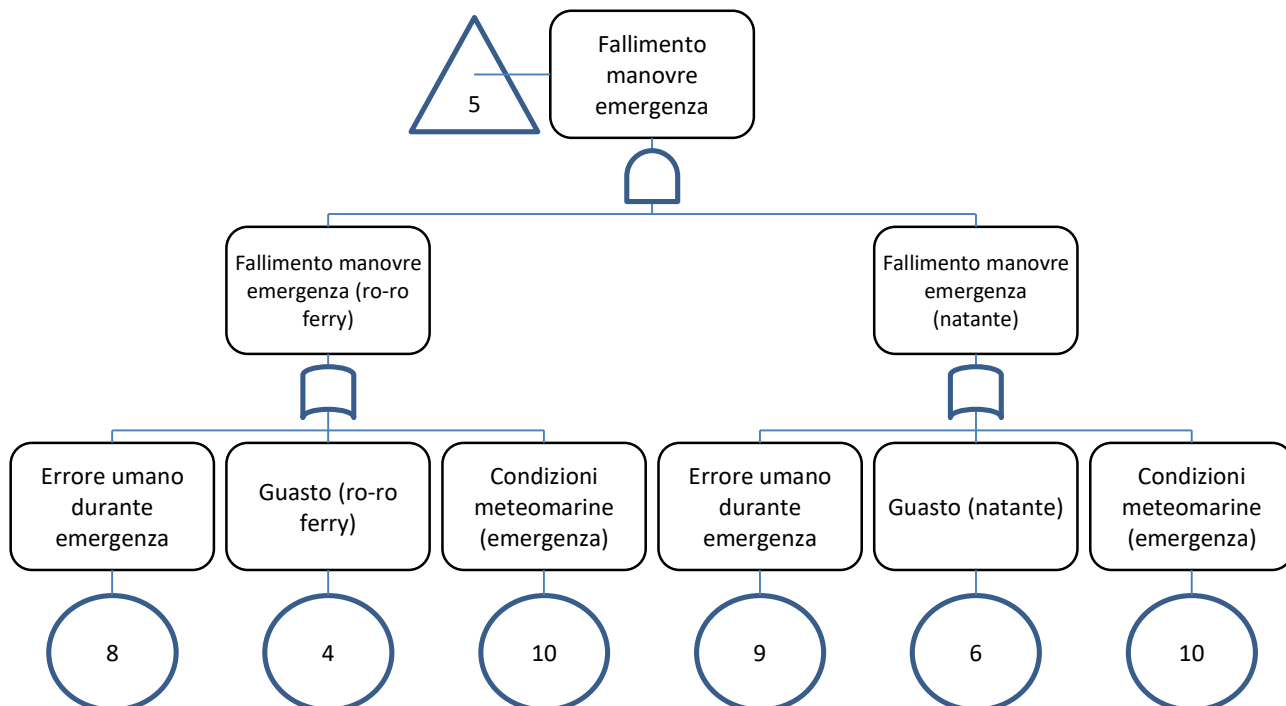 Fallimento
manovre
emergenza
5
Fallimento manovre
emergenza (ro-ro
ferry)
Fallimento manovre
emergenza
(natante)
Errore umano
durante
emergenza
Guasto (ro-ro
ferry)
Condizioni
meteomarine
(emergenza)
Errore umano
durante
emergenza
Guasto (natante)
Condizioni
meteomarine
(emergenza)
8
4
10
9
6
10